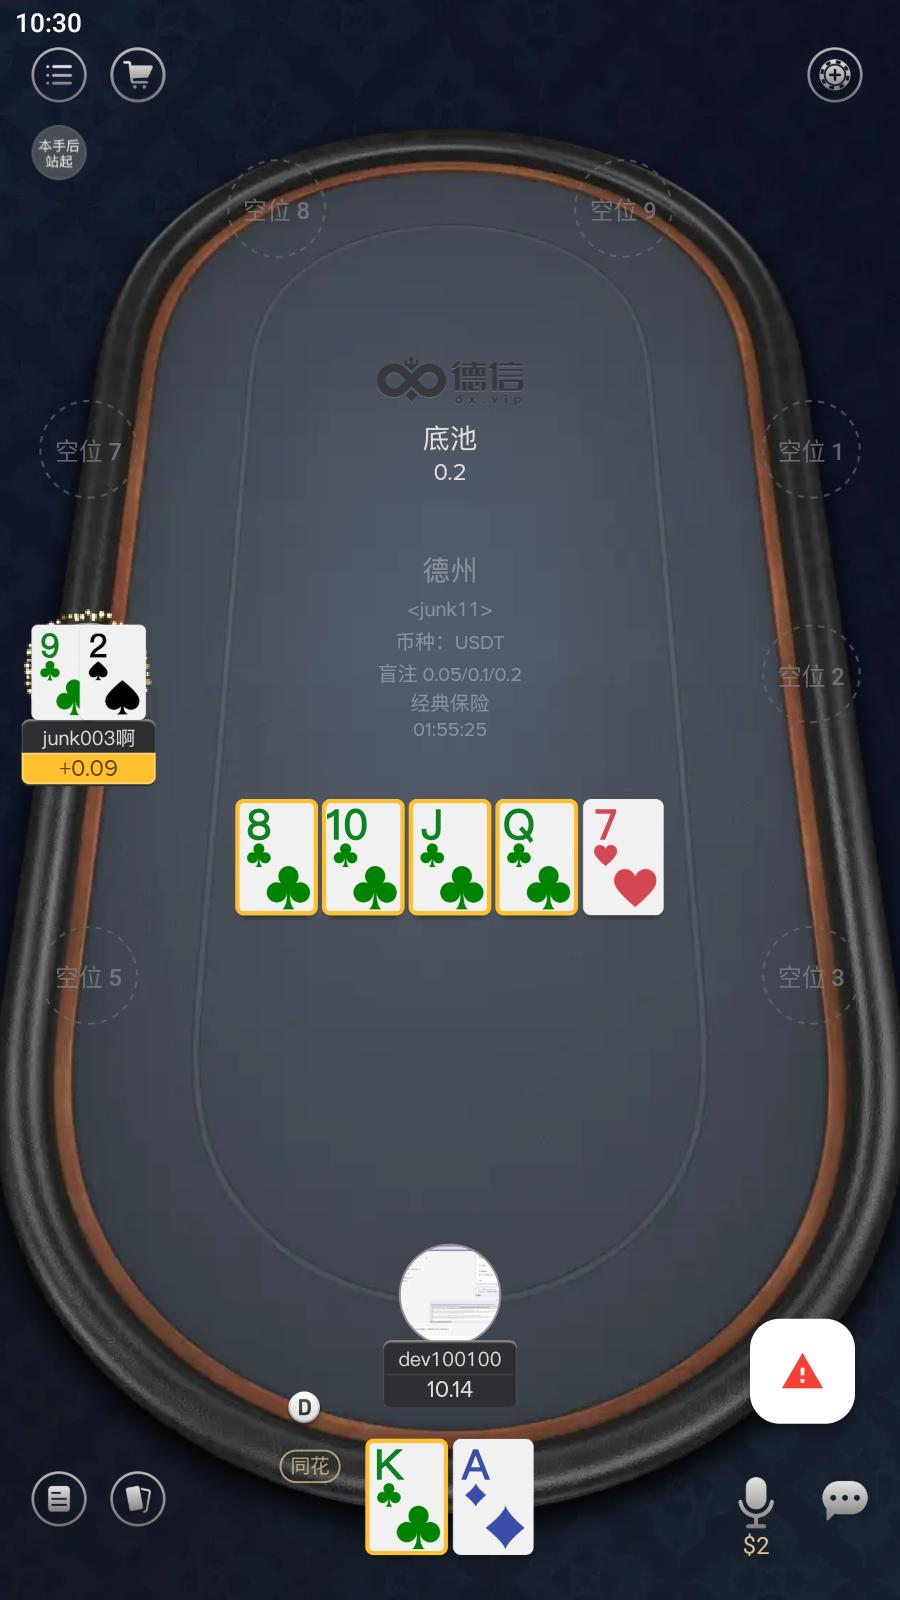 10:30
本手后
站起
空位 8
空位 9
德信
dx.vip
底池
0.2
空位 7
空位 1
德州
<junk11>
币种：USDT
盲注 0.05/0.1/0.2
经典保险
01:55:25
9
2
junk003啊
+0.09
空位 2
8
10
J
Q
7
空位 5
空位 3
dev100100
10.14
D
同花
K
A
$2